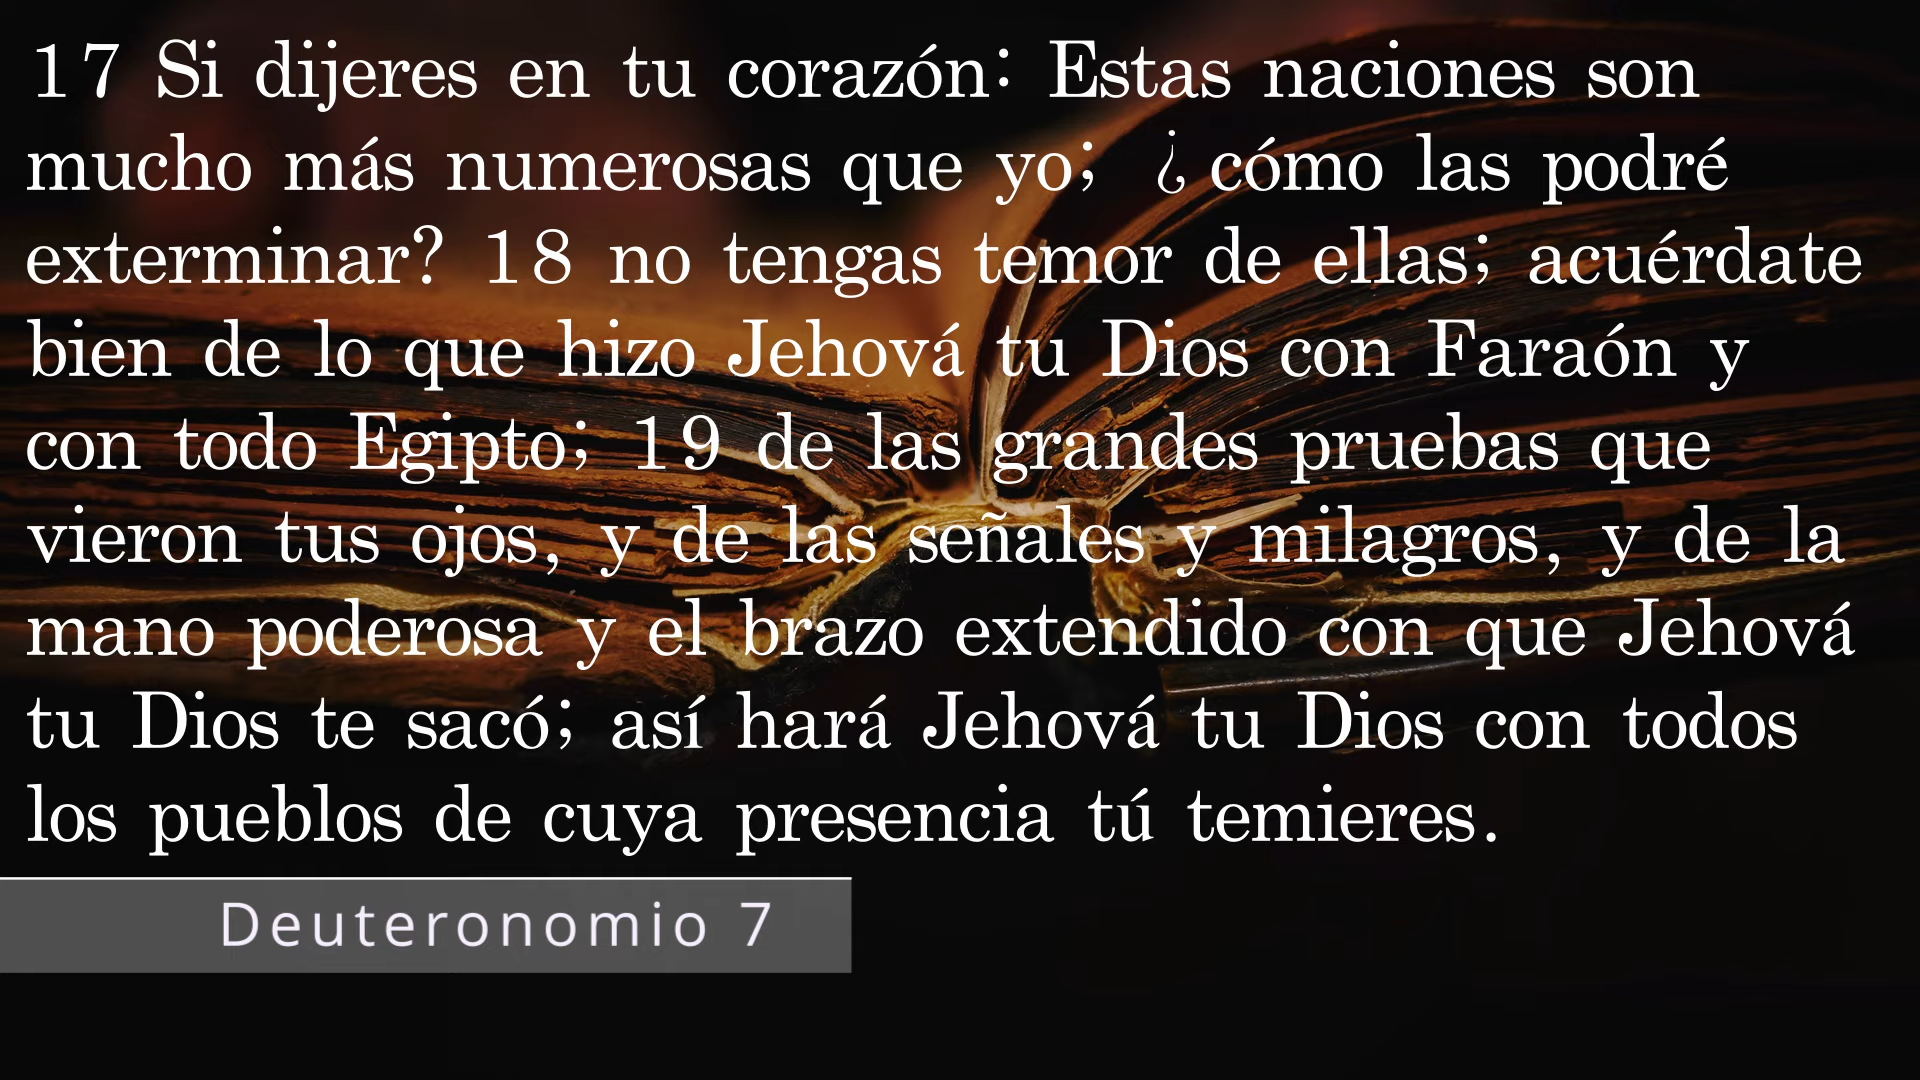 17 Si dijeres en tu corazón: Estas naciones son
mucho más numerosas que yo; ¿ cómo las podré
exterminar? 18 no tengas temor de ellas; acuérdate
bien de lo que hizo Jehová tu Dios con Faraón y
con todo Egipto; 19 de las grandes pruebas que
vieron tus ojos, y de las señales y milagros, y de la
mano poderosa y el brazo extendido con que Jehová
tu Dios te sacó; así hará Jehová tu Dios con todos
los pueblos de cuya presencia tú temieres.
Deuteronomio 7